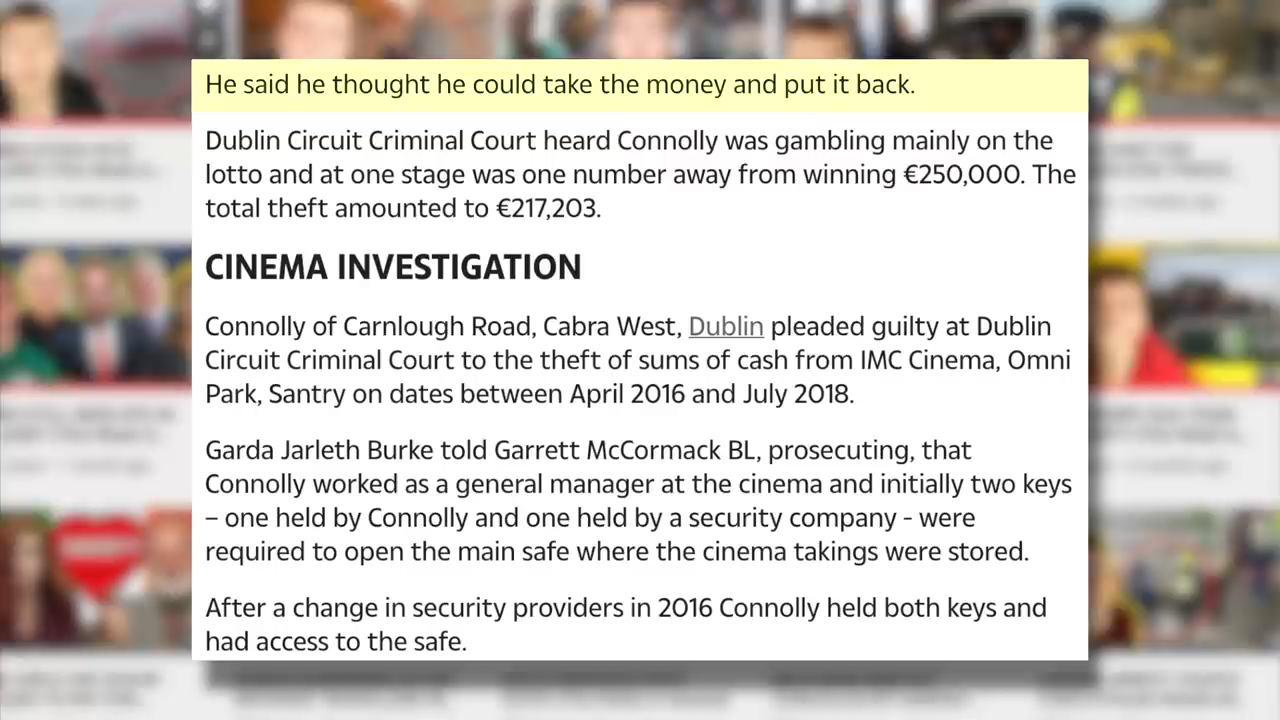 He said he thought he could take the money and put it back.
Dublin Circuit Criminal Court heard Connolly was gambling mainly on the
lotto and at one stage was one number away from winning €250,000. The
total theft amounted to €217,203.
CINEMA INVESTIGATION
Connolly of Carnlough Road, Cabra West, Dublin pleaded guilty at Dublin
Circuit Criminal Court to the theft of sums of cash from IMC Cinema, Omni
Park, Santry on dates between April 2016 and July 2018.
Garda Jarleth Burke told Garrett McCormack BL, prosecuting, that
Connolly worked as a general manager at the cinema and initially two keys
– one held by Connolly and one held by a security company - were
required to open the main safe where the cinema takings were stored.
After a change in security providers in 2016 Connolly held both keys and
had access to the safe.